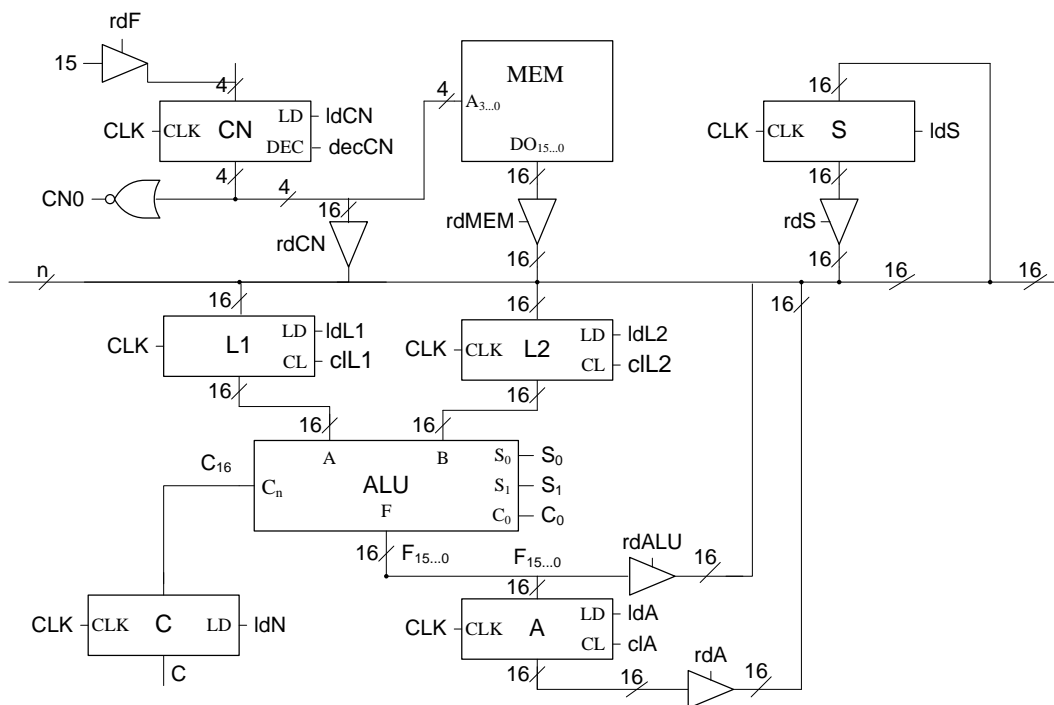 rdF
15
4
MEM
A3...0
DO15...0
16
4
CLK
CLK
CN
LD
ldCN
DEC
decCN
CLK
CLK
S
ldS
16
4
4
CN0
16
rdCN
16
rdMEM
16
16
rdS
16
n
16
16
16
16
16
CLK
L1
LD
ldL1
CL
clL1
CLK
CLK
L2
LD
ldL2
CL
clL2
16
16
16
16
C16
A
B
S0
S0
Cn
ALU
S1
S1
F
C0
C0
16
F15...0
F15...0
rdALU
16
16
CLK
CLK
C
LD
ldN
C
CLK
CLK
A
LD
ldA
CL
clA
16
16
rdA
16